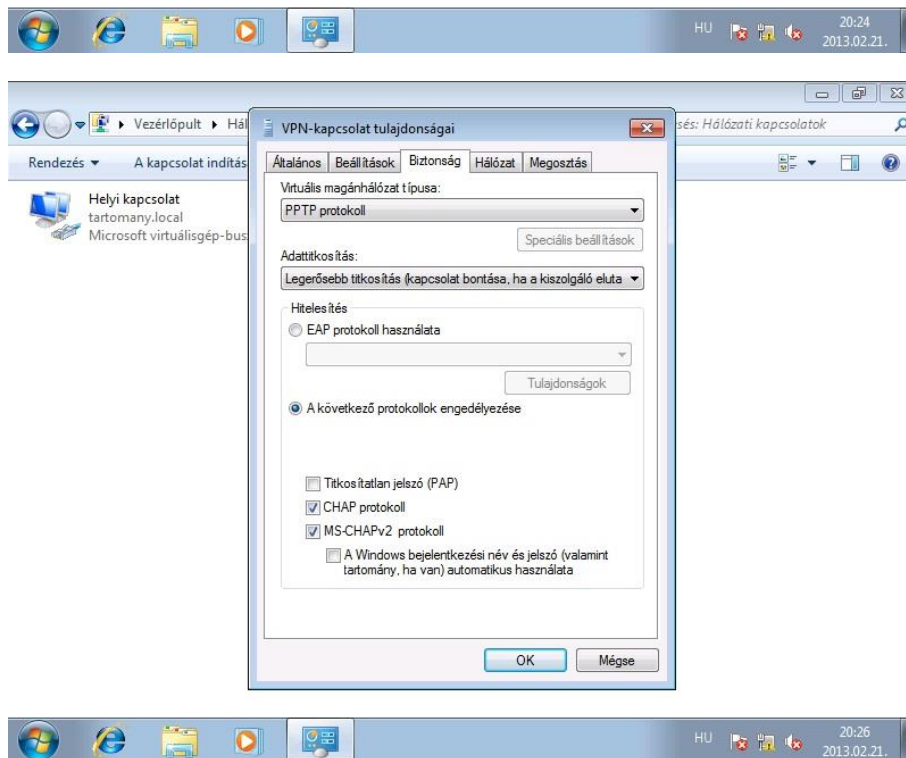 HU
20:24
2013.02.21.
Vezérlőpult
Hál
sés: Hálózati kapcsolatok
Rendezés
A kapcsolat indítás
Helyi kapcsolat
tartomany.local
Microsoft virtuálisgép-bus
VPN-kapcsolat tulajdonságai
Általános
Beállítások
Biztonság
Hálózat
Megosztás
Virtuális magánhálózat típusa:
PPTP protokoll
Speciális beállítások
Adattitkosítás:
Legerősebb titkosítás (kapcsolat bontása, ha a kiszolgáló eluta
Hitelesítés
EAP protokoll használata
Tulajdonságok
A következő protokollok engedélyezése
Titkosítatlan jelszó (PAP)
CHAP protokoll
MS-CHAPv2 protokoll
A Windows bejelentkezési név és jelszó (valamint
tartomány, ha van) automatikus használata
OK
Mégse
HU
20:26
2013.02.21.